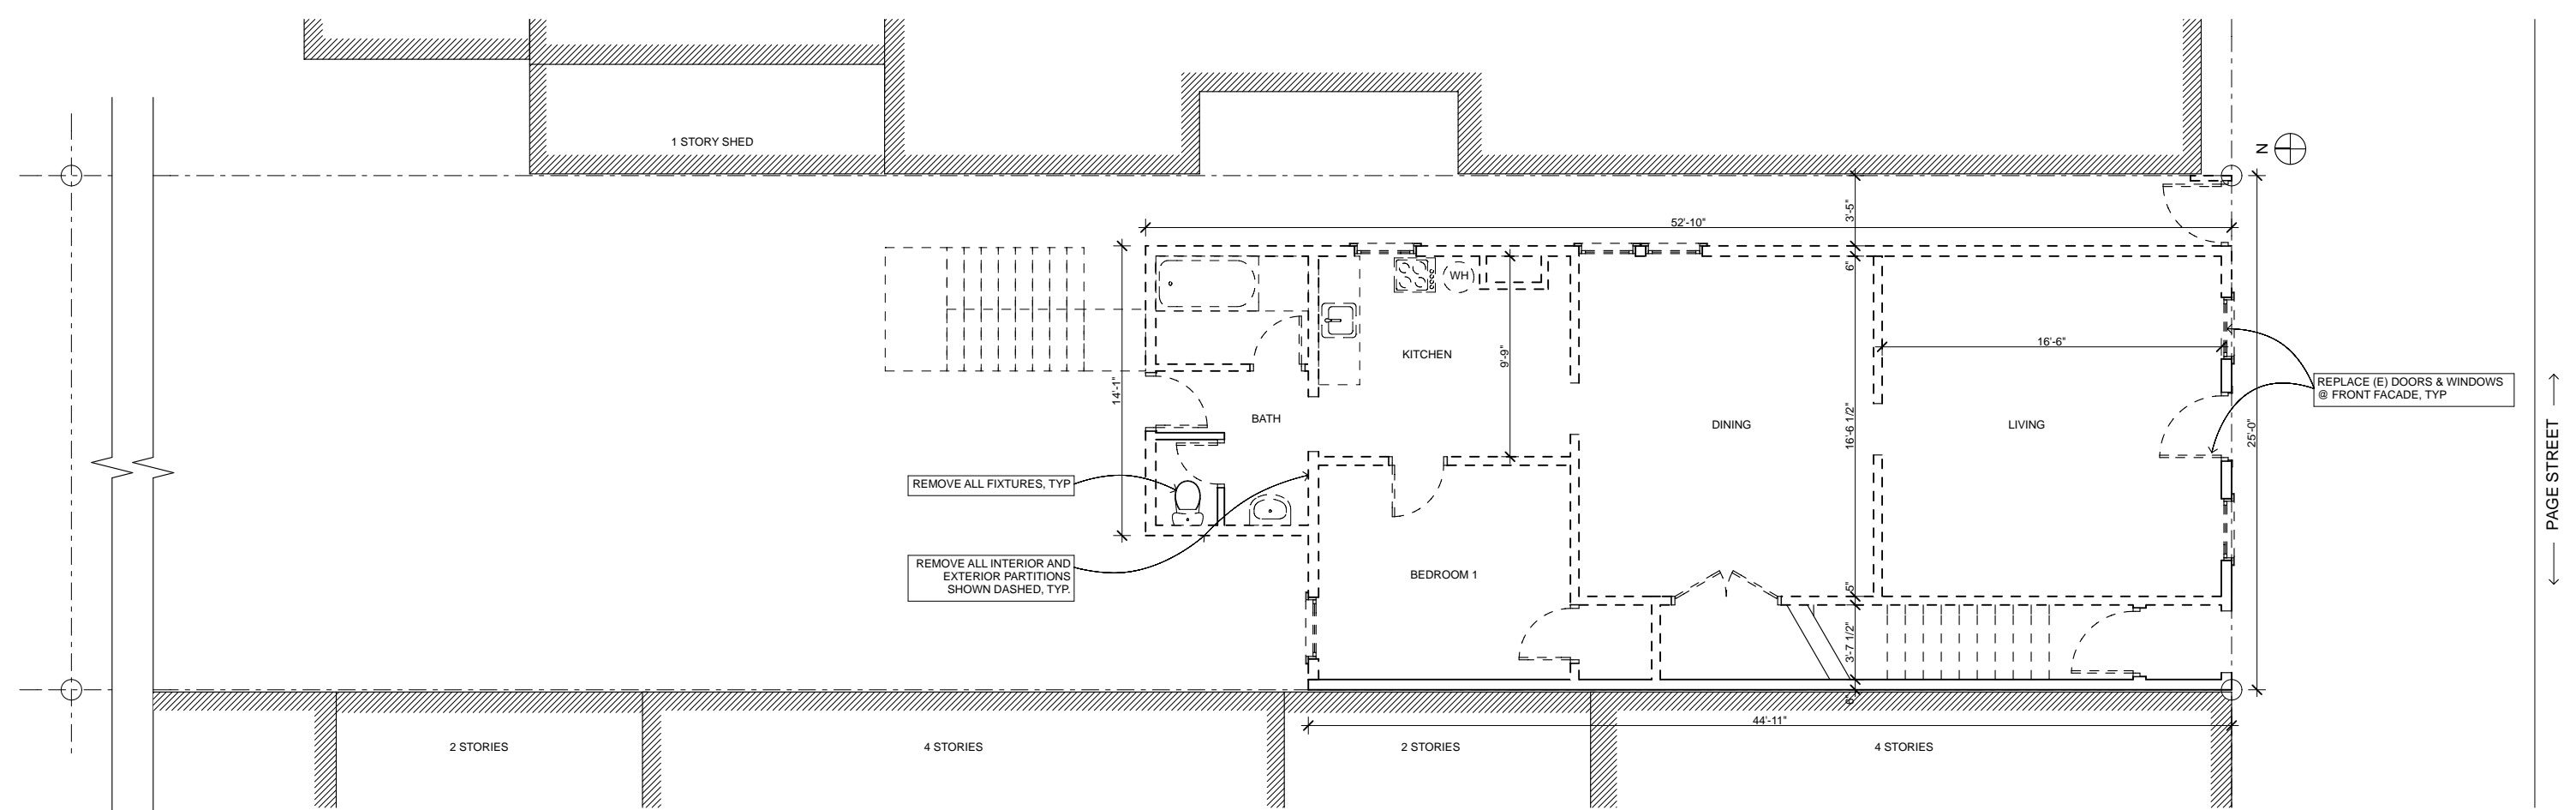 1 STORY SHED
N
52'-10"
3'-5"
6"
WH
KITCHEN
9'-9"
14'-1"
BATH
16'-6"
16'-6 1/2"
DINING
LIVING
REPLACE (E) DOORS & WINDOWS
@ FRONT FACADE, TYP
25'-0"
PAGE STREET
REMOVE ALL FIXTURES, TYP
REMOVE ALL INTERIOR AND
EXTERIOR PARTITIONS
SHOWN DASHED, TYP.
BEDROOM 1
5"
3'-7 1/2"
6"
44'-11"
2 STORIES
4 STORIES
2 STORIES
4 STORIES